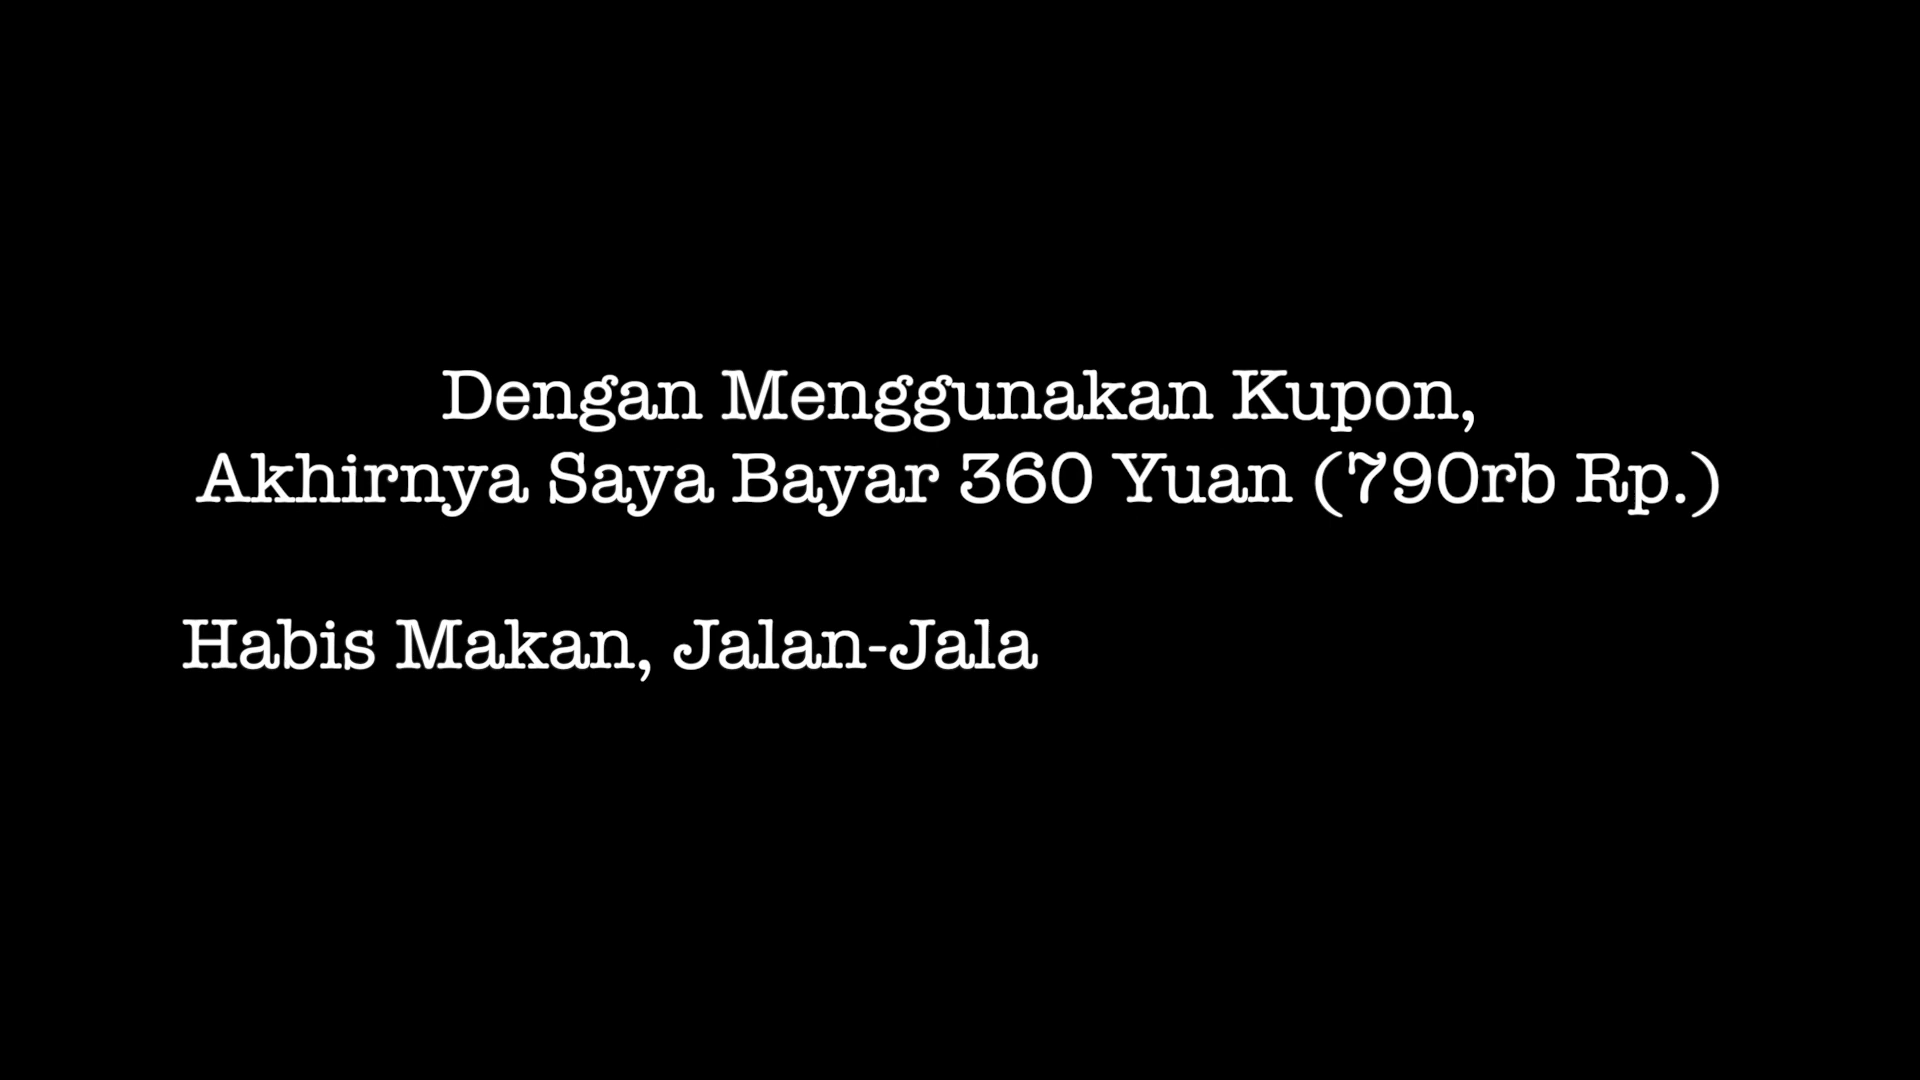 Dengan Menggunakan Kupon,
Akhirnya Saya Bayar 360 Yuan (790rb Rp.)
Habis Makan, Jalan-Jala